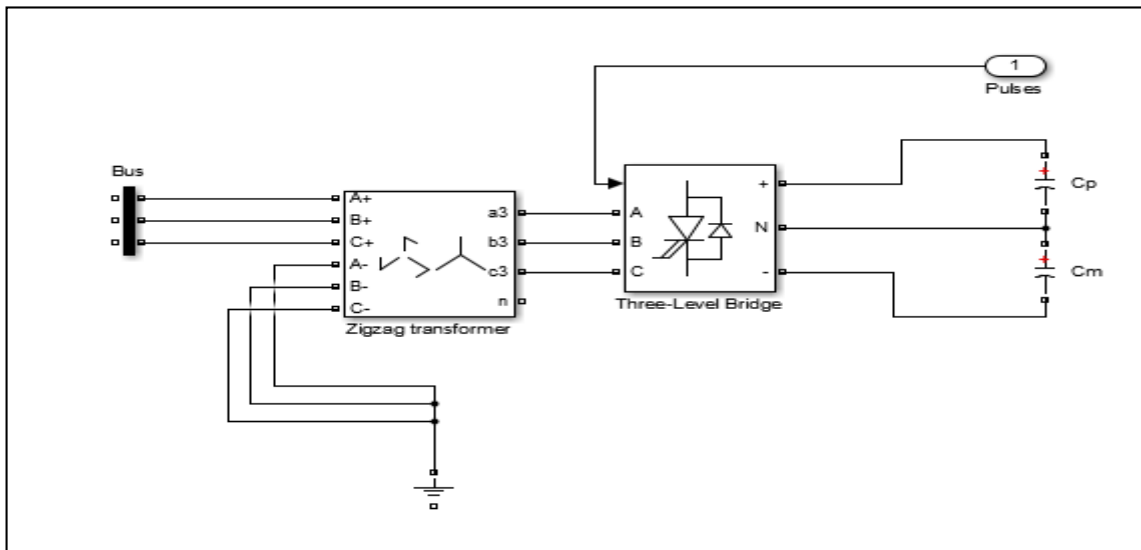 1
Pulses
Bus
A+
B+
C+
A-
B-
C-
a3
b3
c3
n
Zigzag transformer
A
B
C
+
N
-
Three-Level Bridge
+
Cp
+
Cm